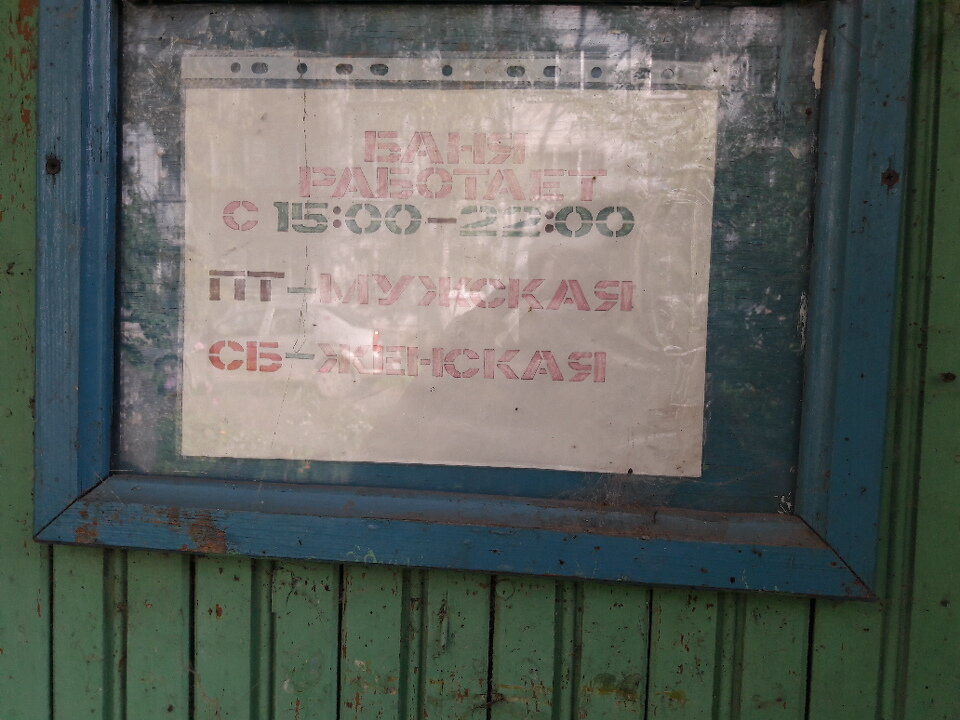 БАНЯ
РАБОТАЕТ
С 15:00-22:00
ПТ-МУЖСКАЯ
СБ-ЖЕНСКАЯ